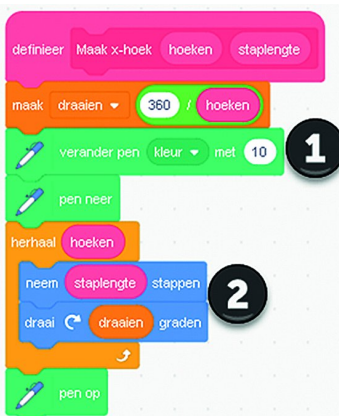 definieer Maak x-hoek hoeken staplengte
maak draaien 360 / hoeken
verander pen kleur met 10
1
pen neer
herhaal hoeken
neem staplengte stappen
2
draai draaien graden
pen op